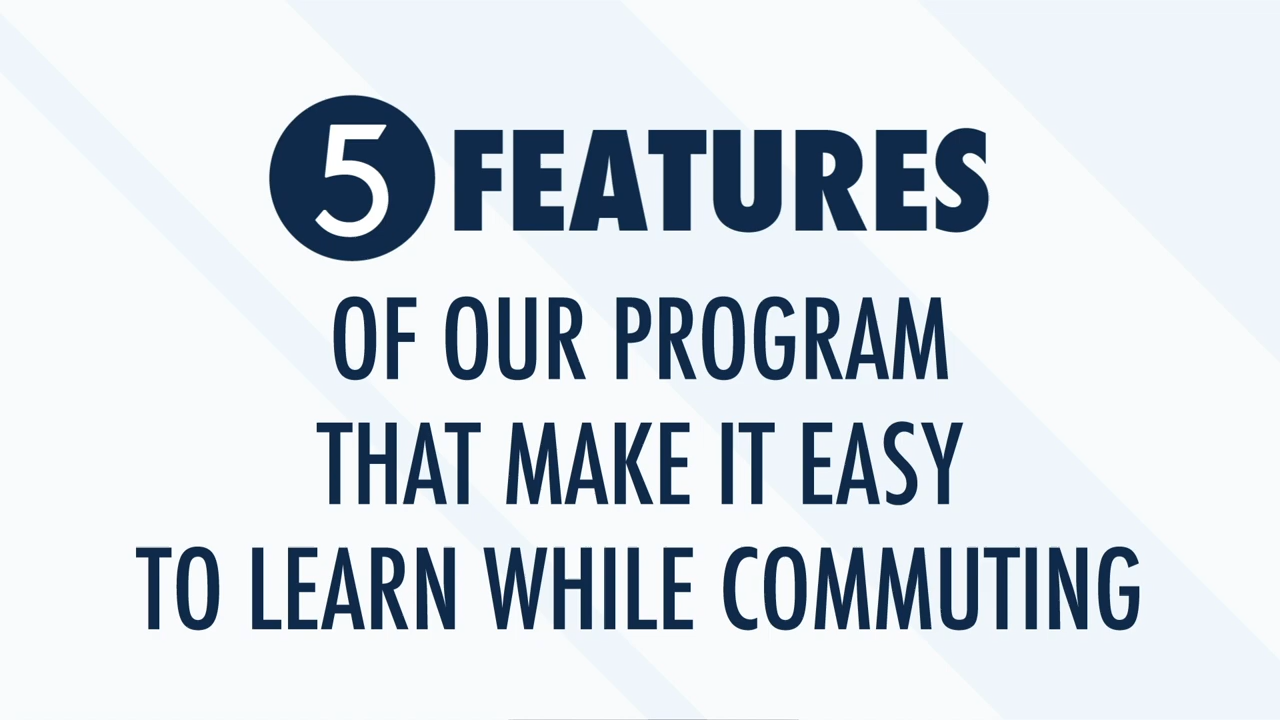 5 FEATURES
OF OUR PROGRAM
THAT MAKE IT EASY
TO LEARN WHILE COMMUTING